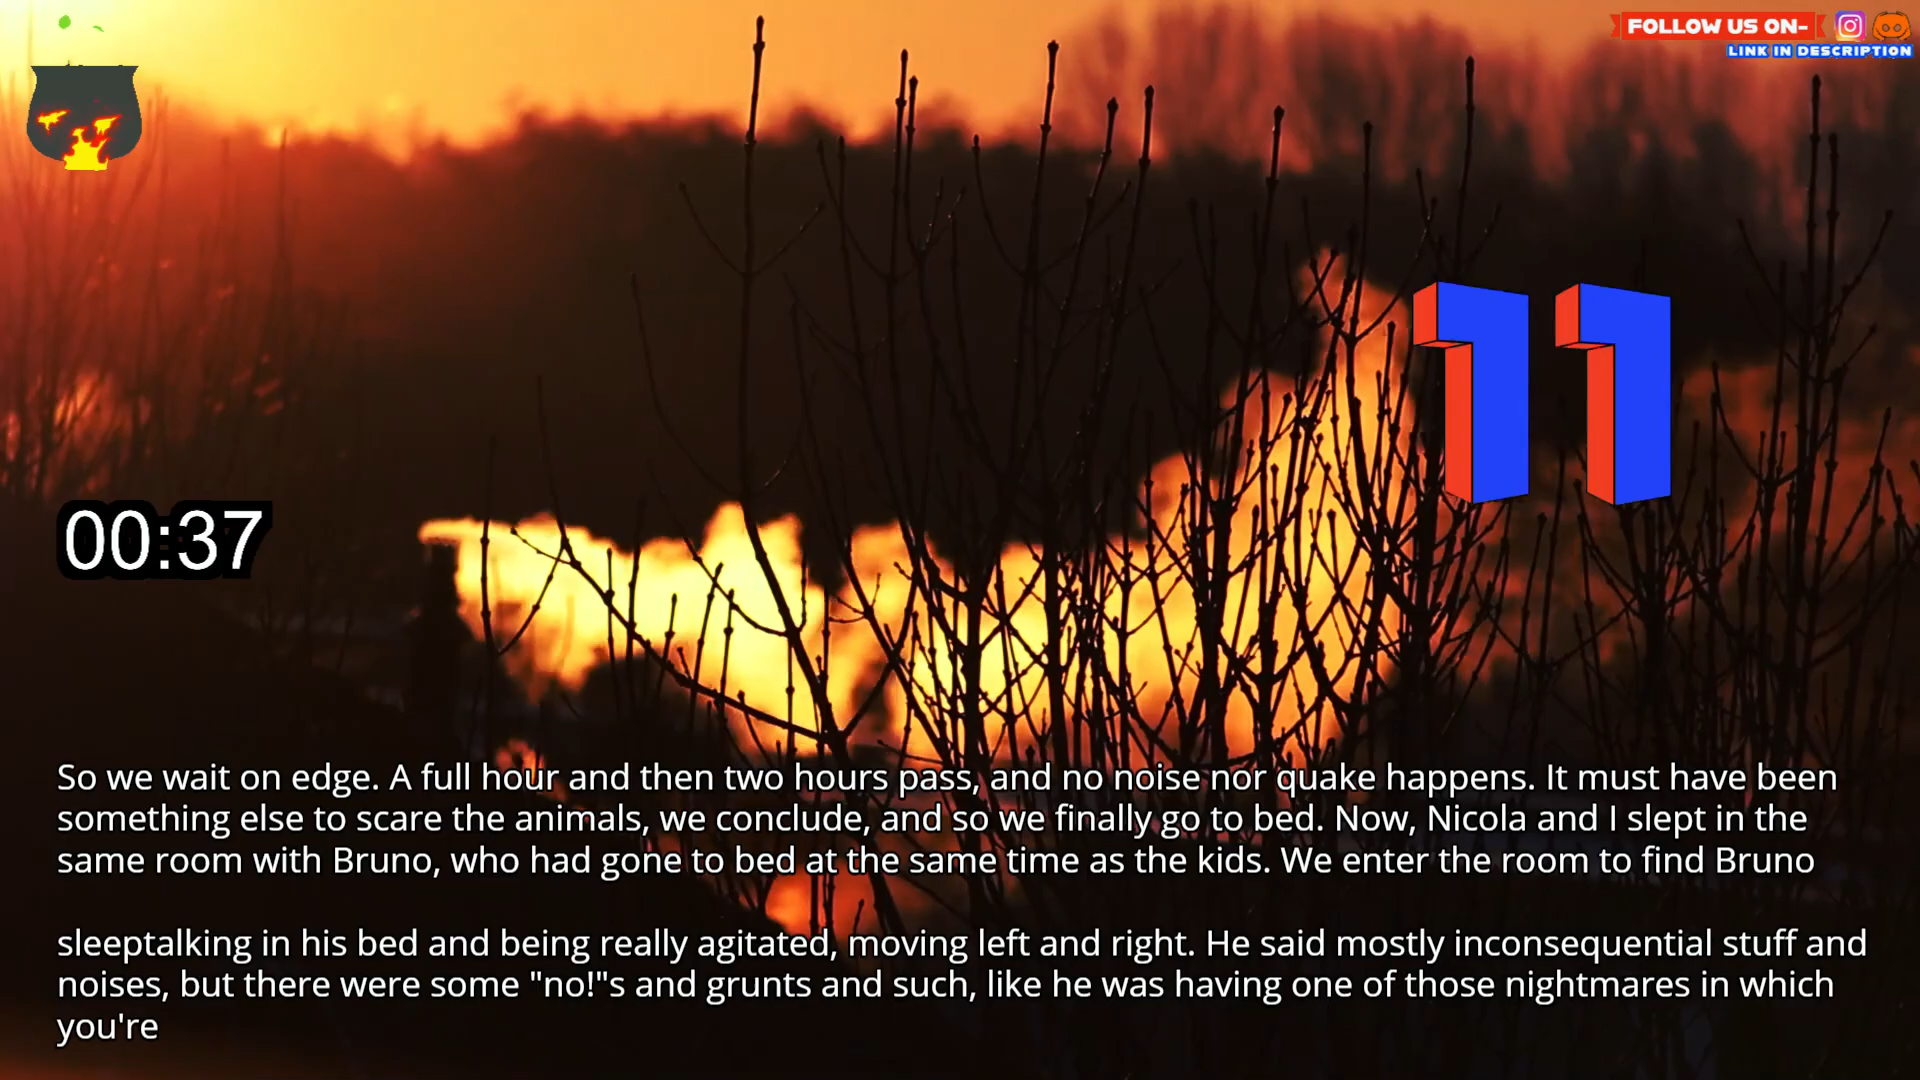 FOLLOW US ON-
LINK IN DESCRIPTION
11
00:37
So we wait on edge. A full hour and then two hours pass, and no noise nor quake happens. It must have been
something else to scare the animals, we conclude, and so we finally go to bed. Now, Nicola and I slept in the
same room with Bruno, who had gone to bed at the same time as the kids. We enter the room to find Bruno
sleeptalking in his bed and being really agitated, moving left and right. He said mostly inconsequential stuff and
noises, but there were some "no!"s and grunts and such, like he was having one of those nightmares in which
you're